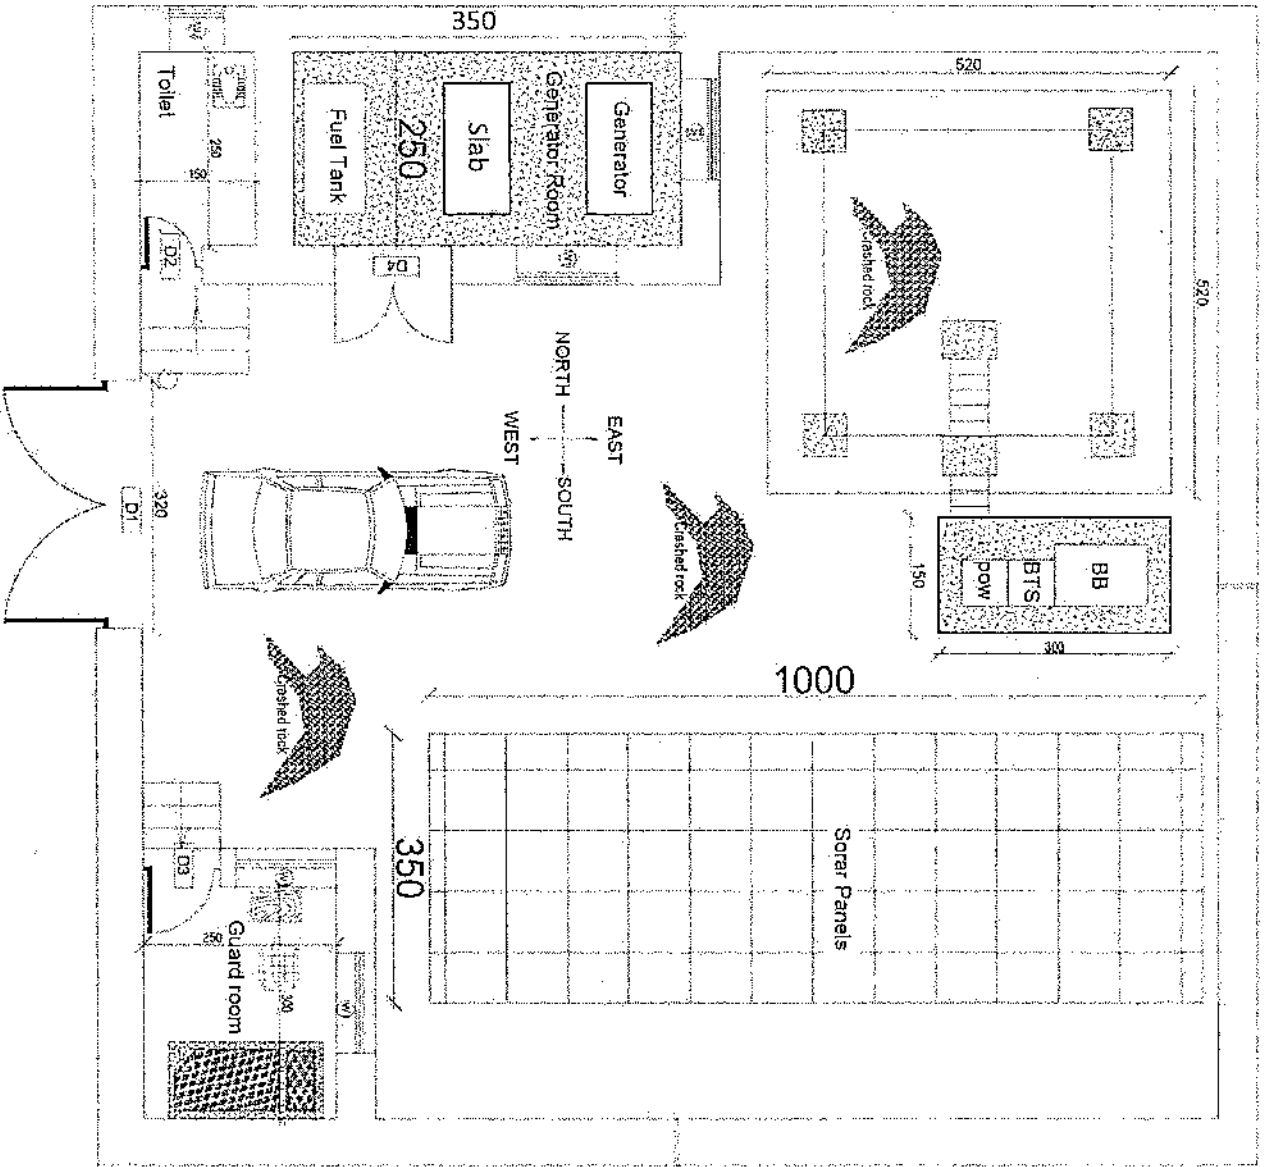 350
520
Toilet
250
150
Fuel Tank
250
Slab
Generator Room
Generator
D2
D4
Crashed rock
520
NORTH
EAST
WEST
SOUTH
D1
320
Crashed rock
150
pow
BTS
BB
300
Crashed rock
1000
350
Sorar Panels
D3
W
250
Guard room
300
W